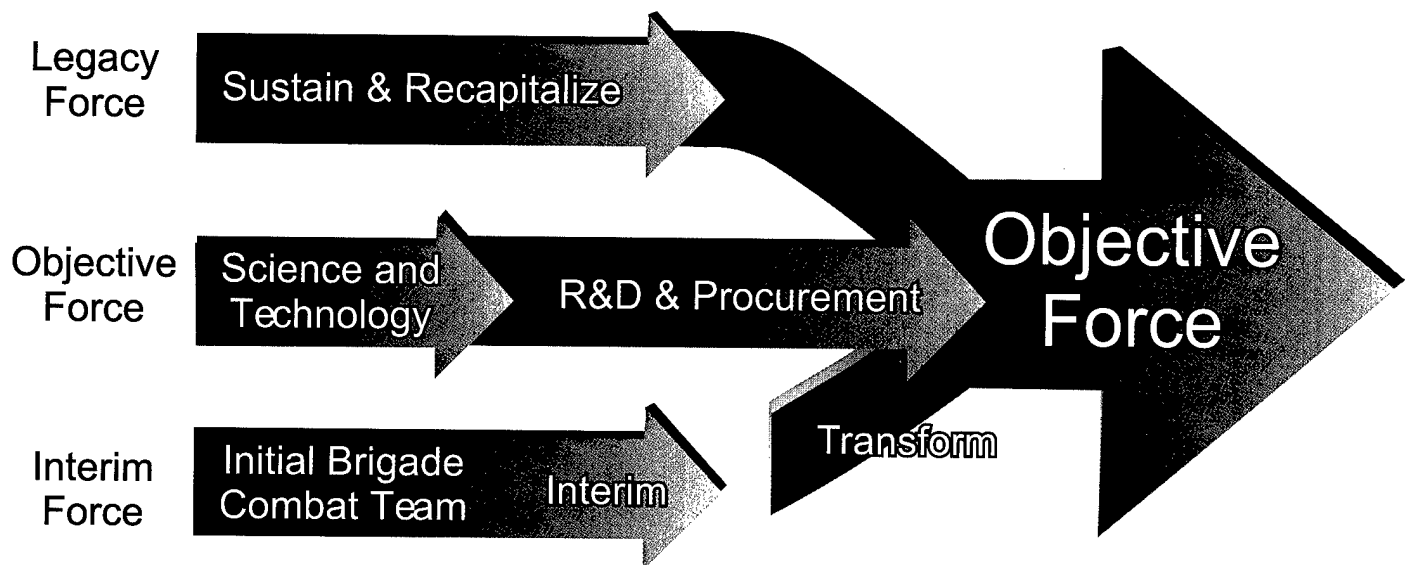 Legacy
Force
Sustain & Recapitalize
Objective
Force
Science and
Technology
R&D & Procurement
Objective
Force
Interim
Force
Initial Brigade
Combat Team
Interim
Transform